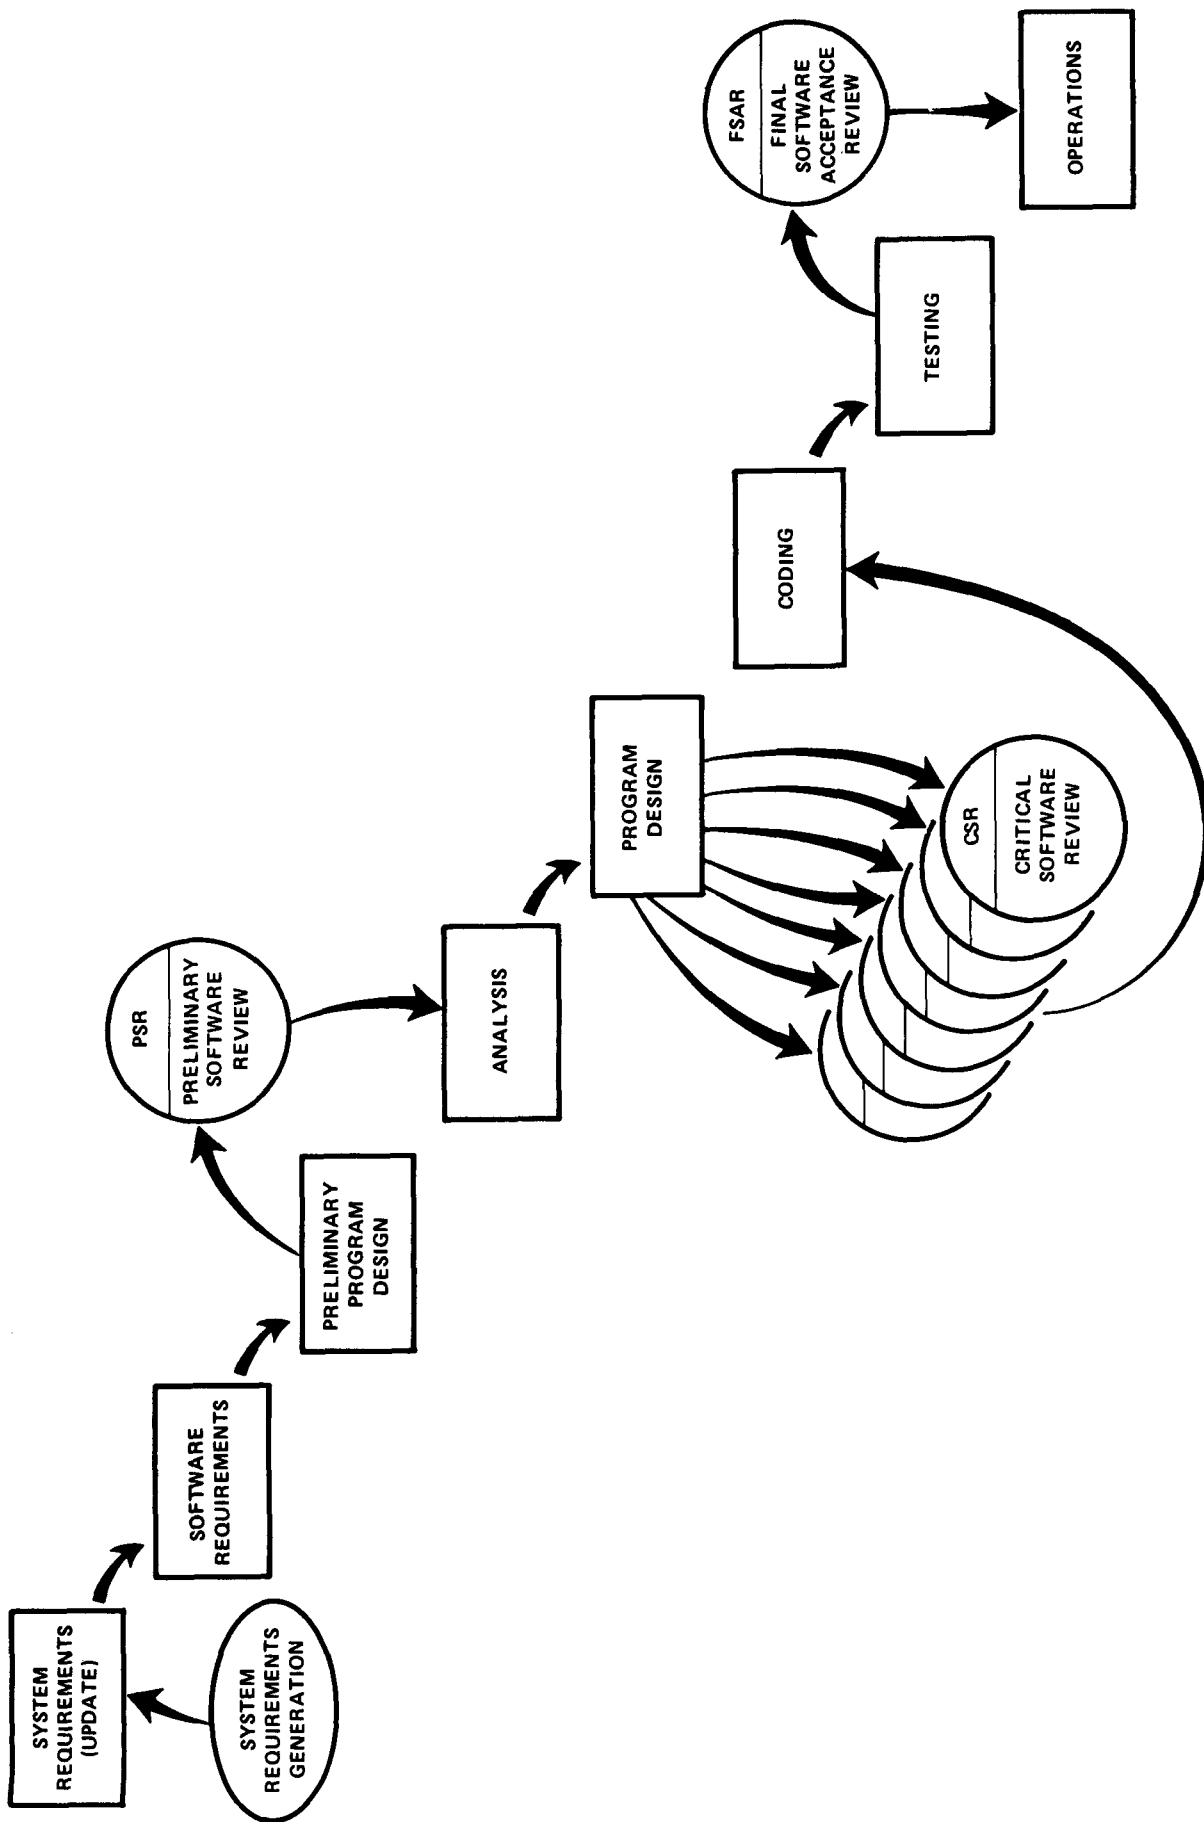 SYSTEM
REQUIREMENTS
(UPDATE)
SYSTEM
REQUIREMENTS
GENERATION
SOFTWARE
REQUIREMENTS
PRELIMINARY
PROGRAM
DESIGN
PSR
PRELIMINARY
SOFTWARE
REVIEW
ANALYSIS
PROGRAM
DESIGN
CSR
CRITICAL
SOFTWARE
REVIEW
CODING
TESTING
FSAR
FINAL
SOFTWARE
ACCEPTANCE
REVIEW
OPERATIONS